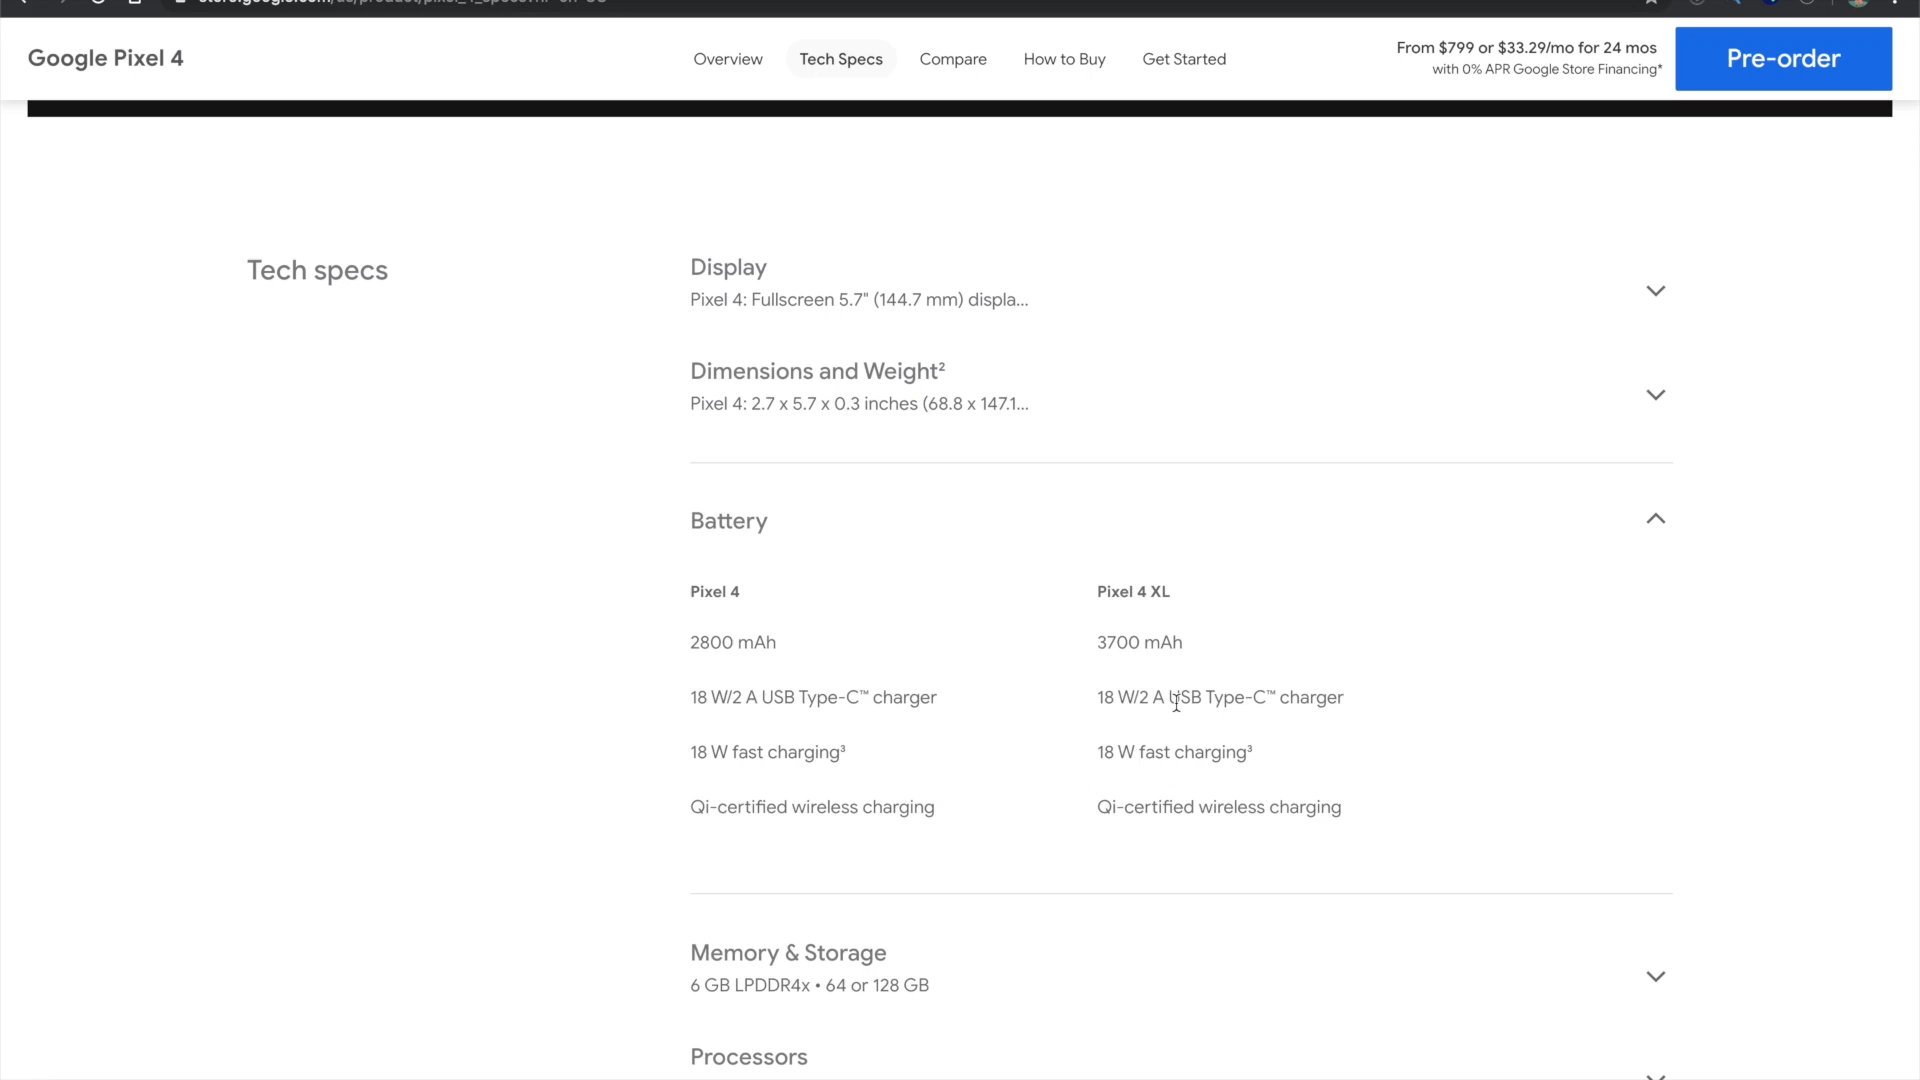 Google Pixel 4
Overview
Tech Specs
Compare
How to Buy
Get Started
From $799 or $33.29/mo for 24 mos
with 0% APR Google Store Financing*
Pre-order
Tech specs
Display
Pixel 4: Fullscreen 5.7" (144.7 mm) displa...
Dimensions and Weight²
Pixel 4: 2.7 x 5.7 x 0.3 inches (68.8 x 147.1...
Battery
Pixel 4
2800 mAh
18 W/2 A USB Type-C™ charger
18 W fast charging³
Qi-certified wireless charging
Pixel 4 XL
3700 mAh
18 W/2 A USB Type-C™ charger
18 W fast charging³
Qi-certified wireless charging
Memory & Storage
6 GB LPDDR4x • 64 or 128 GB
Processors